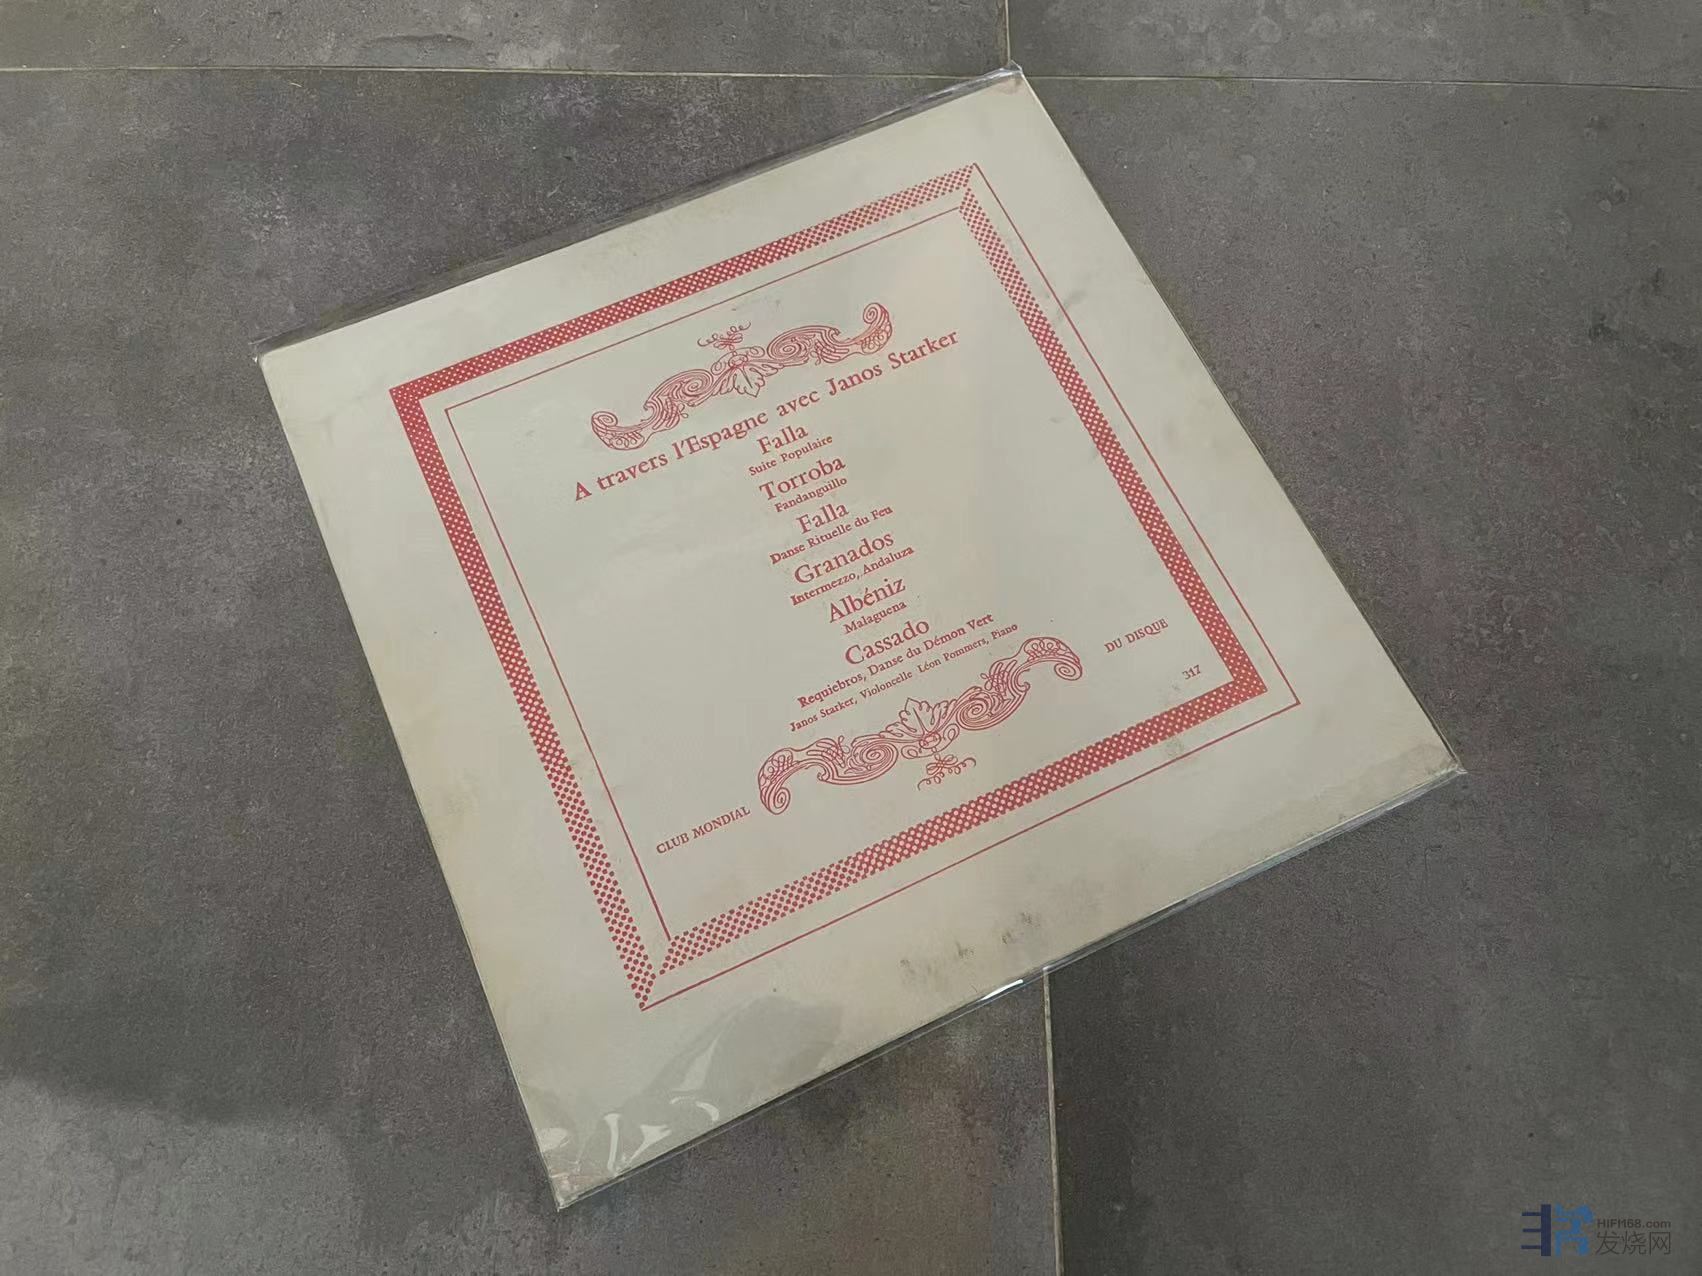 A travers l'Espagne avec Janos Starker
Falla
Suite Populaire
Torroba
Fandanguillo
Falla
Danse Rituelle du Feu
Granados
Intermezzo, Andaluza
Albéniz
Malaguena
Cassado
Requiebros, Danse du Démon Vert
Janos Starker, Violoncelle Léon Pommers, Piano
CLUB MONDIAL
DU DISQUE
317
HIFM68.com
发烧网